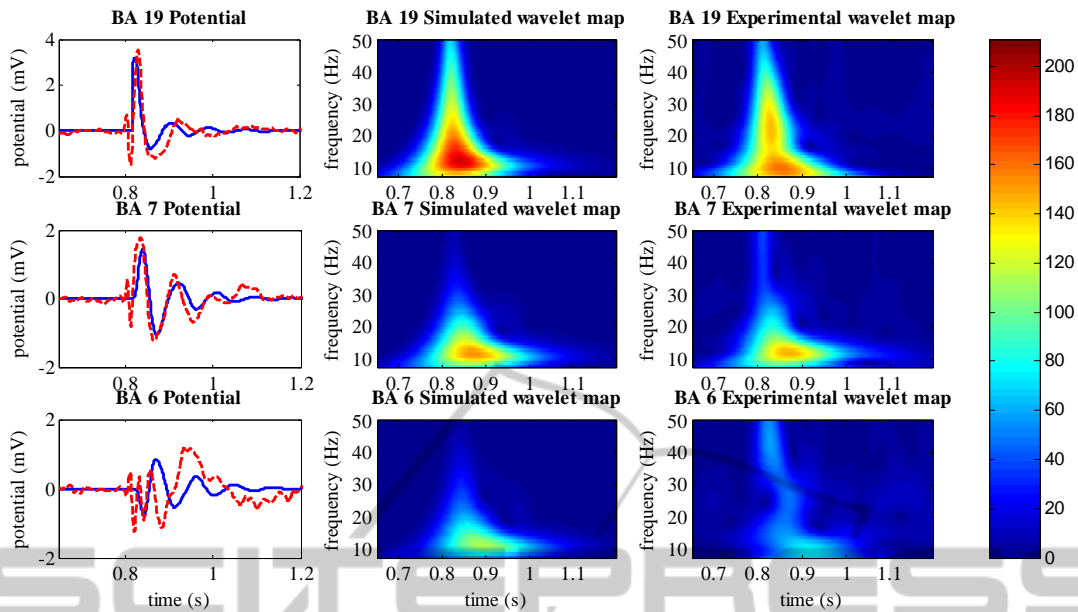 BA 19 Potential
BA 19 Simulated wavelet map
BA 19 Experimental wavelet map
potential (mV)
4
2
0
-2
0.8 1 1.2
frequency (Hz)
50
40
30
20
10
0.7 0.8 0.9 1 1.1
frequency (Hz)
50
40
30
20
10
0.7 0.8 0.9 1 1.1
BA 7 Potential
BA 7 Simulated wavelet map
BA 7 Experimental wavelet map
potential (mV)
2
0
-2
0.8 1 1.2
frequency (Hz)
50
40
30
20
10
0.7 0.8 0.9 1 1.1
frequency (Hz)
50
40
30
20
10
0.7 0.8 0.9 1 1.1
BA 6 Potential
BA 6 Simulated wavelet map
BA 6 Experimental wavelet map
potential (mV)
2
0
-2
0.8 1 1.2
time (s)
frequency (Hz)
50
40
30
20
10
0.7 0.8 0.9 1 1.1
time (s)
frequency (Hz)
50
40
30
20
10
0.7 0.8 0.9 1 1.1
time (s)
200
180
160
140
120
100
80
60
40
20
0
SCITEPRESS